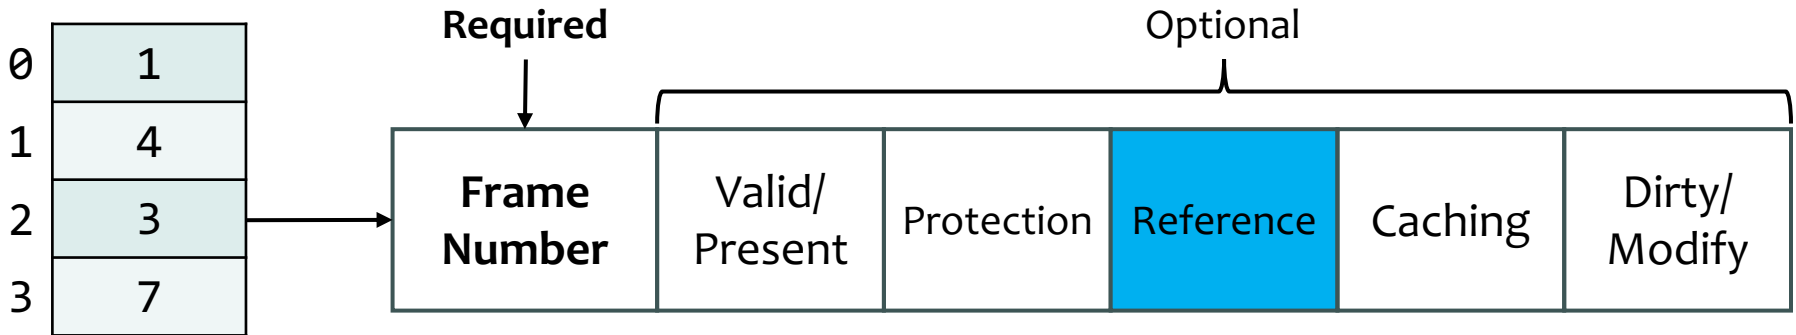 Required
Optional
0 1
1 4
2 3
3 7
Frame
Number
Valid/
Present
Protection
Reference
Caching
Dirty/
Modify